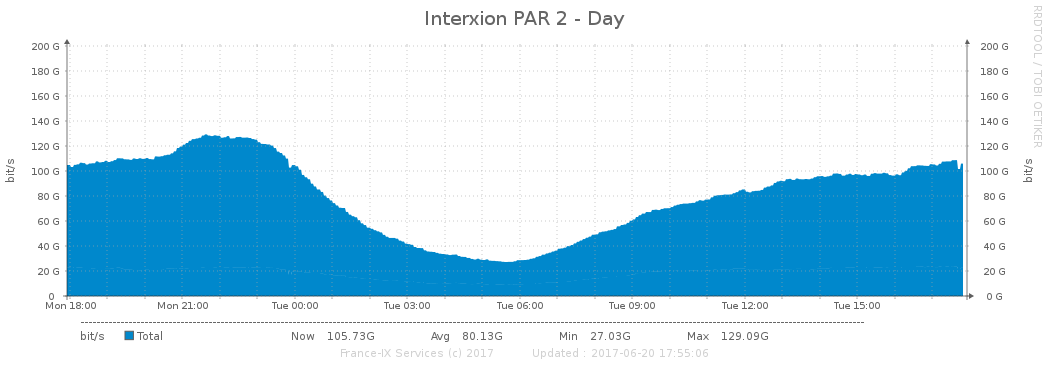 Interxion PAR 2 - Day
RRDTOOL / TOBI OETIKER
bit/s
200 G 200 G
180 G 180 G
160 G 160 G
140 G 140 G
120 G 120 G
100 G 100 G
80 G 80 G
60 G 60 G
40 G 40 G
20 G 20 G
0 0 G
bit/s
Mon 18:00 Mon 21:00 Tue 00:00 Tue 03:00 Tue 06:00 Tue 09:00 Tue 12:00 Tue 15:00
bit/s Total Now 105.73G Avg 80.13G Min 27.03G Max 129.09G
France-IX Services (c) 2017 Updated : 2017-06-20 17:55:06